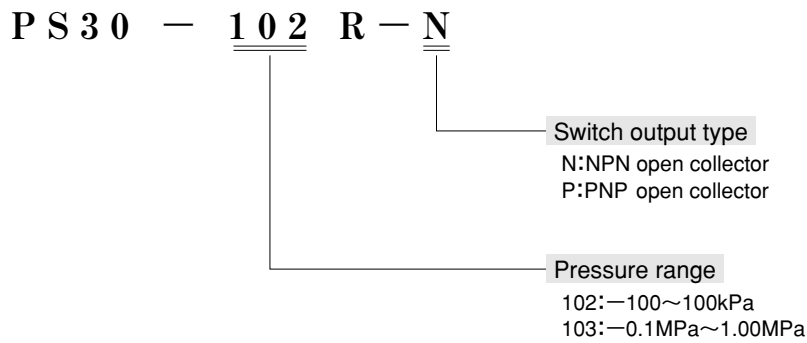 PS30 - 102 R - N
Switch output type
N:NPN open collector
P:PNP open collector
Pressure range
102:-100~100kPa
103:-0.1MPa~1.00MPa